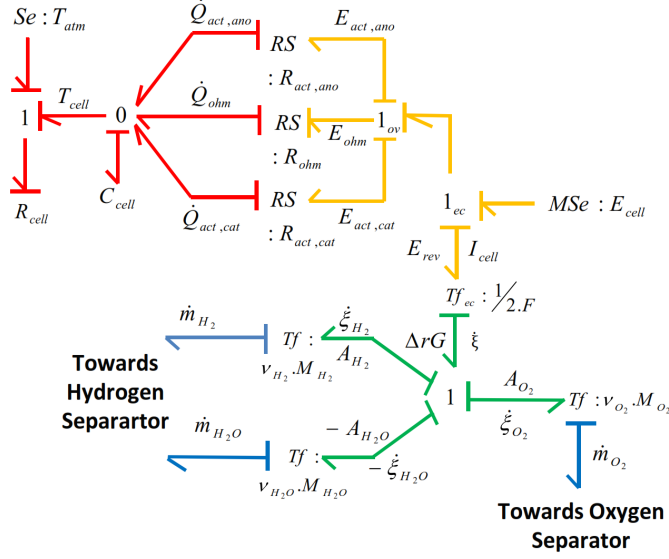 Se : T_atm
Q̇_act,ano
E_act,ano
RS
: R_act,ano
T_cell
1
0
Q̇_ohm
RS
: R_ohm
E_ohm
1_ov
R_cell
C_cell
Q̇_act,cat
RS
: R_act,cat
E_act,cat
1_ec
MSe : E_cell
E_rev
I_cell
Tf_ec : 1/2.F
ṁ_H2
Tf :
ν_H2.M_H2
ξ̇_H2
A_H2
ΔrG
ξ̇
Towards
Hydrogen
Separartor
1
A_O2
ξ̇_O2
Tf : ν_O2.M_O2
ṁ_H2O
Tf :
ν_H2O.M_H2O
− A_H2O
− ξ̇_H2O
ṁ_O2
Towards Oxygen
Separator